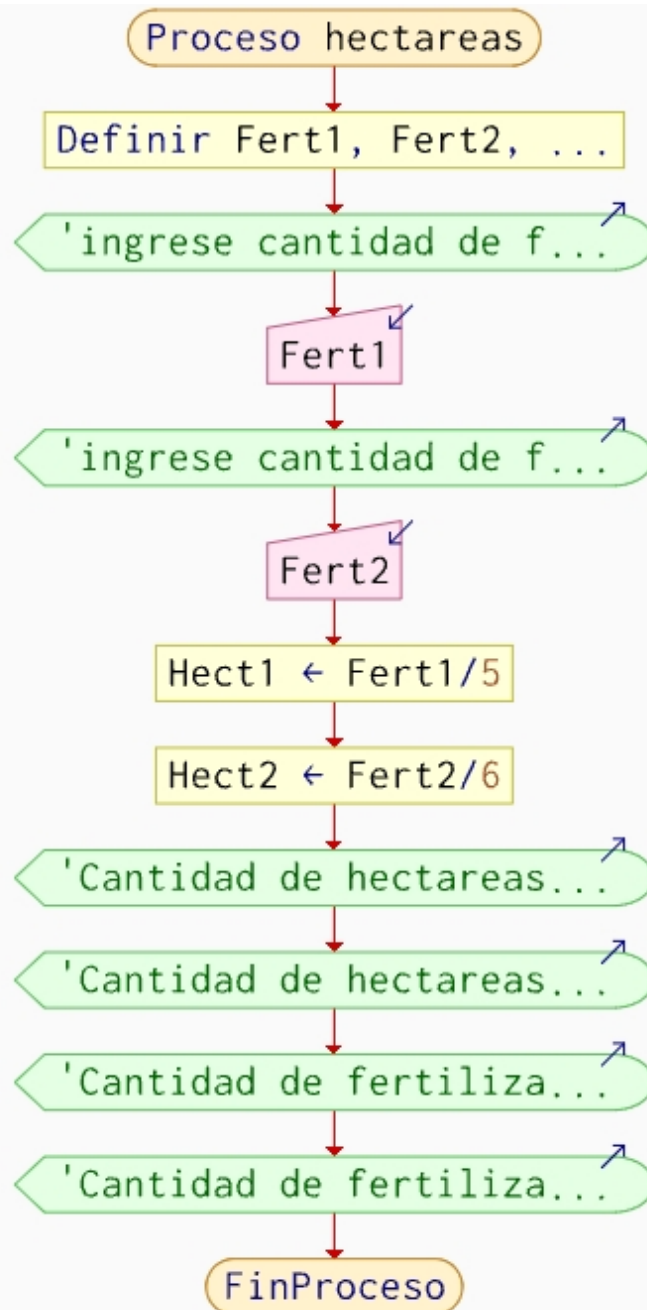 Proceso hectareas
Definir Fert1, Fert2, ...
'ingrese cantidad de f...
Fert1
'ingrese cantidad de f...
Fert2
Hect1 ← Fert1/5
Hect2 ← Fert2/6
'Cantidad de hectareas...
'Cantidad de hectareas...
'Cantidad de fertiliza...
'Cantidad de fertiliza...
FinProceso